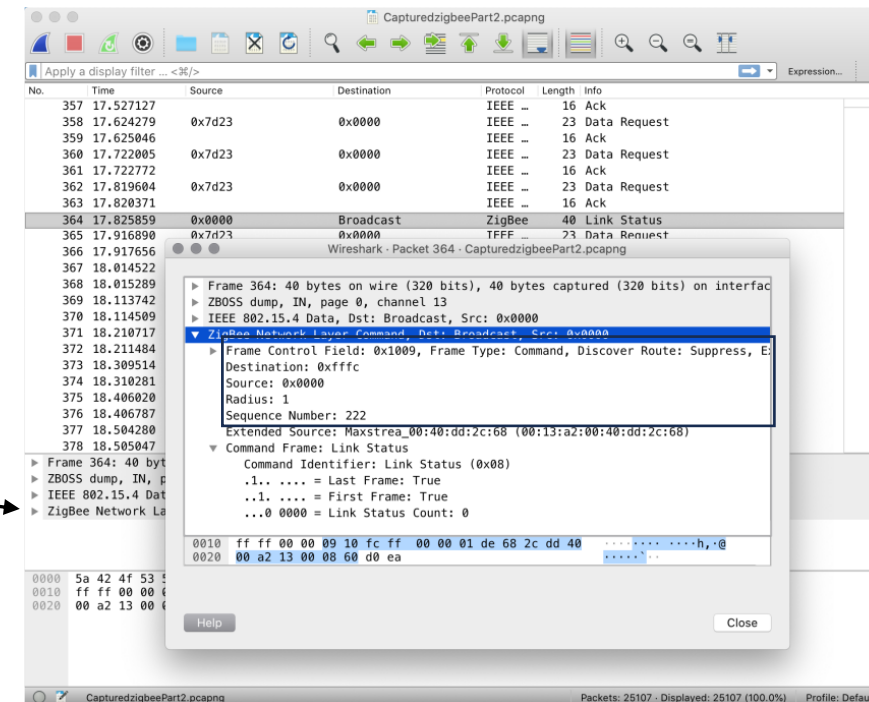 CapturedzigbeePart2.pcapng
Apply a display filter ... <⌘/>
Expression...
No. Time Source Destination Protocol Length Info
357 17.527127 IEEE … 16 Ack
358 17.624279 0x7d23 0x0000 IEEE … 23 Data Request
359 17.625046 IEEE … 16 Ack
360 17.722005 0x7d23 0x0000 IEEE … 23 Data Request
361 17.722772 IEEE … 16 Ack
362 17.819604 0x7d23 0x0000 IEEE … 23 Data Request
363 17.820371 IEEE … 16 Ack
364 17.825859 0x0000 Broadcast ZigBee 40 Link Status
365 17.916890 0x7d23 0x0000 IEEE … 23 Data Request
366 17.917656
367 18.014522
368 18.015289
369 18.113742
370 18.114509
371 18.210717
372 18.211484
373 18.309514
374 18.310281
375 18.406020
376 18.406787
377 18.504280
378 18.505047
Wireshark · Packet 364 · CapturedzigbeePart2.pcapng
Frame 364: 40 bytes on wire (320 bits), 40 bytes captured (320 bits) on interfac
ZBOSS dump, IN, page 0, channel 13
IEEE 802.15.4 Data, Dst: Broadcast, Src: 0x0000
ZigBee Network Layer Command, Dst: Broadcast, Src: 0x0000
Frame Control Field: 0x1009, Frame Type: Command, Discover Route: Suppress, E
Destination: 0xfffc
Source: 0x0000
Radius: 1
Sequence Number: 222
Extended Source: Maxstrea_00:40:dd:2c:68 (00:13:a2:00:40:dd:2c:68)
Command Frame: Link Status
Command Identifier: Link Status (0x08)
.1.. .... = Last Frame: True
..1. .... = First Frame: True
...0 0000 = Link Status Count: 0
0010 ff ff 00 00 09 10 fc ff 00 00 01 de 68 2c dd 40 ········ ····h,·@
0020 00 a2 13 00 08 60 d0 ea ·····`··
Help
Close
Frame 364: 40 byt
ZBOSS dump, IN, p
IEEE 802.15.4 Dat
ZigBee Network La
0000 5a 42 4f 53
0010 ff ff 00 00
0020 00 a2 13 00
CapturedzigbeePart2.pcapng
Packets: 25107 · Displayed: 25107 (100.0%)
Profile: Defau